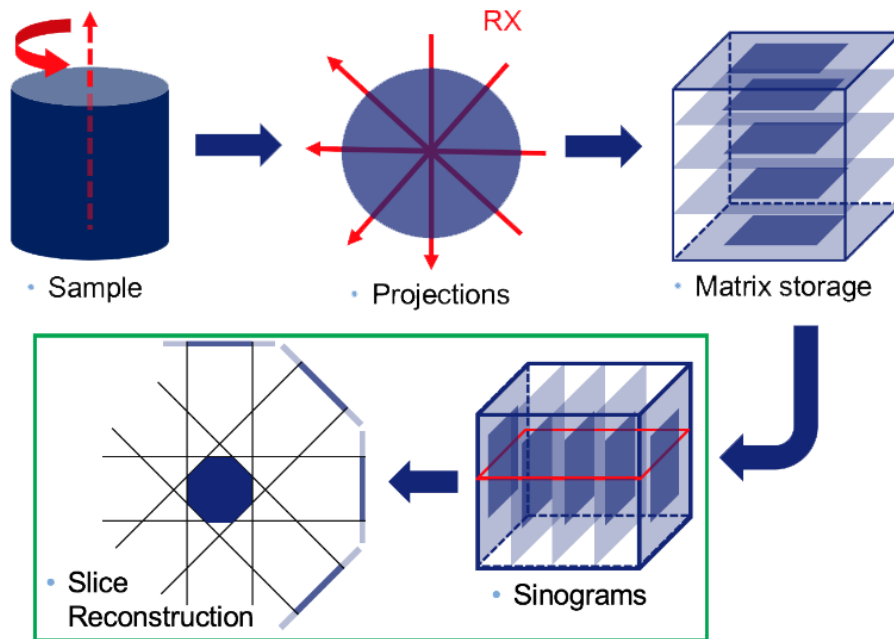 RX
• Sample
• Projections
• Matrix storage
• Slice
Reconstruction
• Sinograms